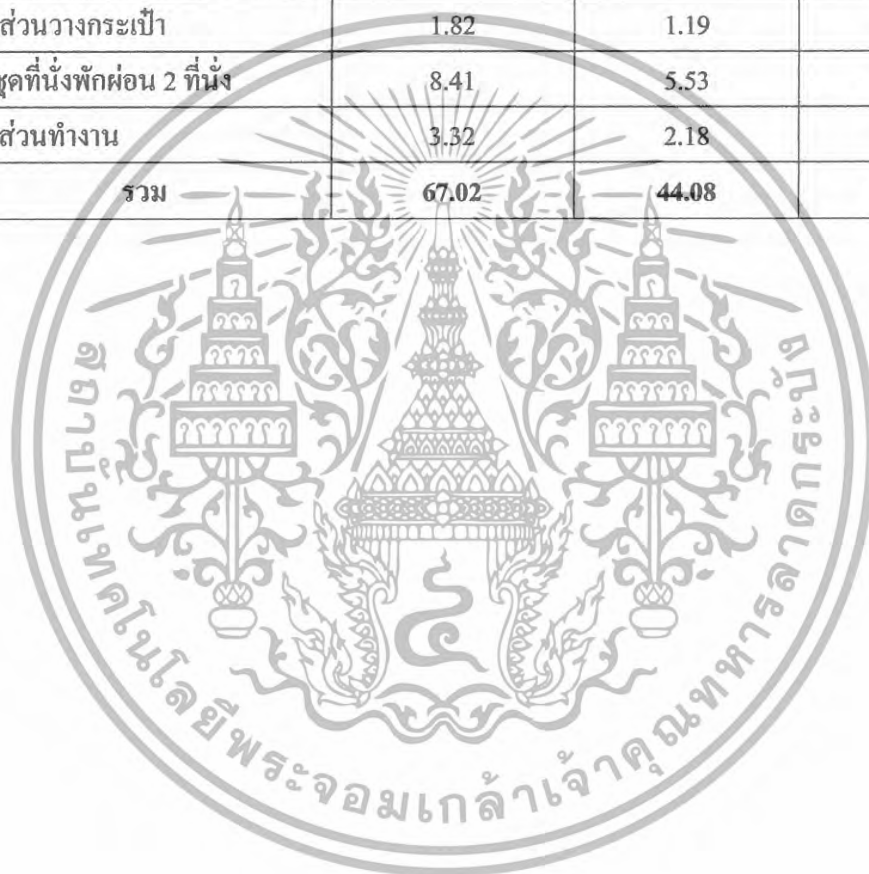 ส่วนวางกระเป๋า 1.82 1.19
ชุดที่นั่งพักผ่อน 2 ที่นั่ง 8.41 5.53
ส่วนทำงาน 3.32 2.18
รวม 67.02 44.08
สถาบันเทคโนโลยีพระจอมเกล้าเจ้าคุณทหารลาดกระบัง
๔